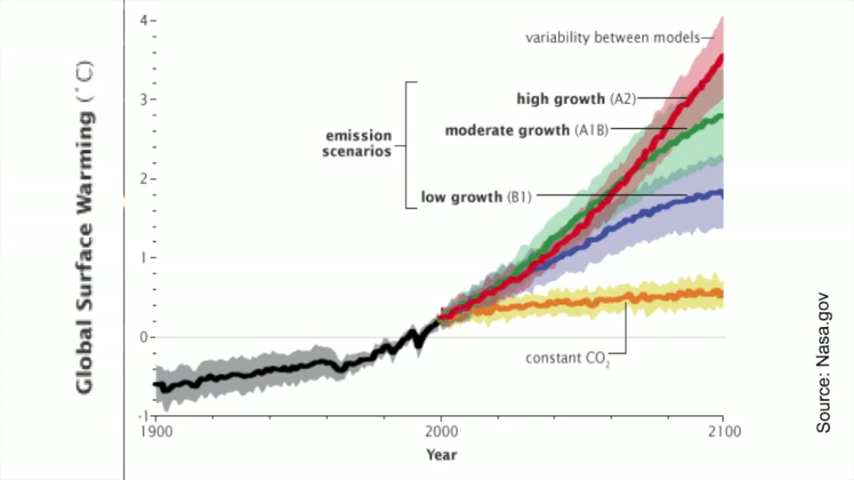 Global Surface Warming (˚C)
4
3
2
1
0
-1
1900
2000
2100
Year
variability between models
high growth (A2)
moderate growth (A1B)
low growth (B1)
emission
scenarios
constant CO₂
Source: Nasa.gov